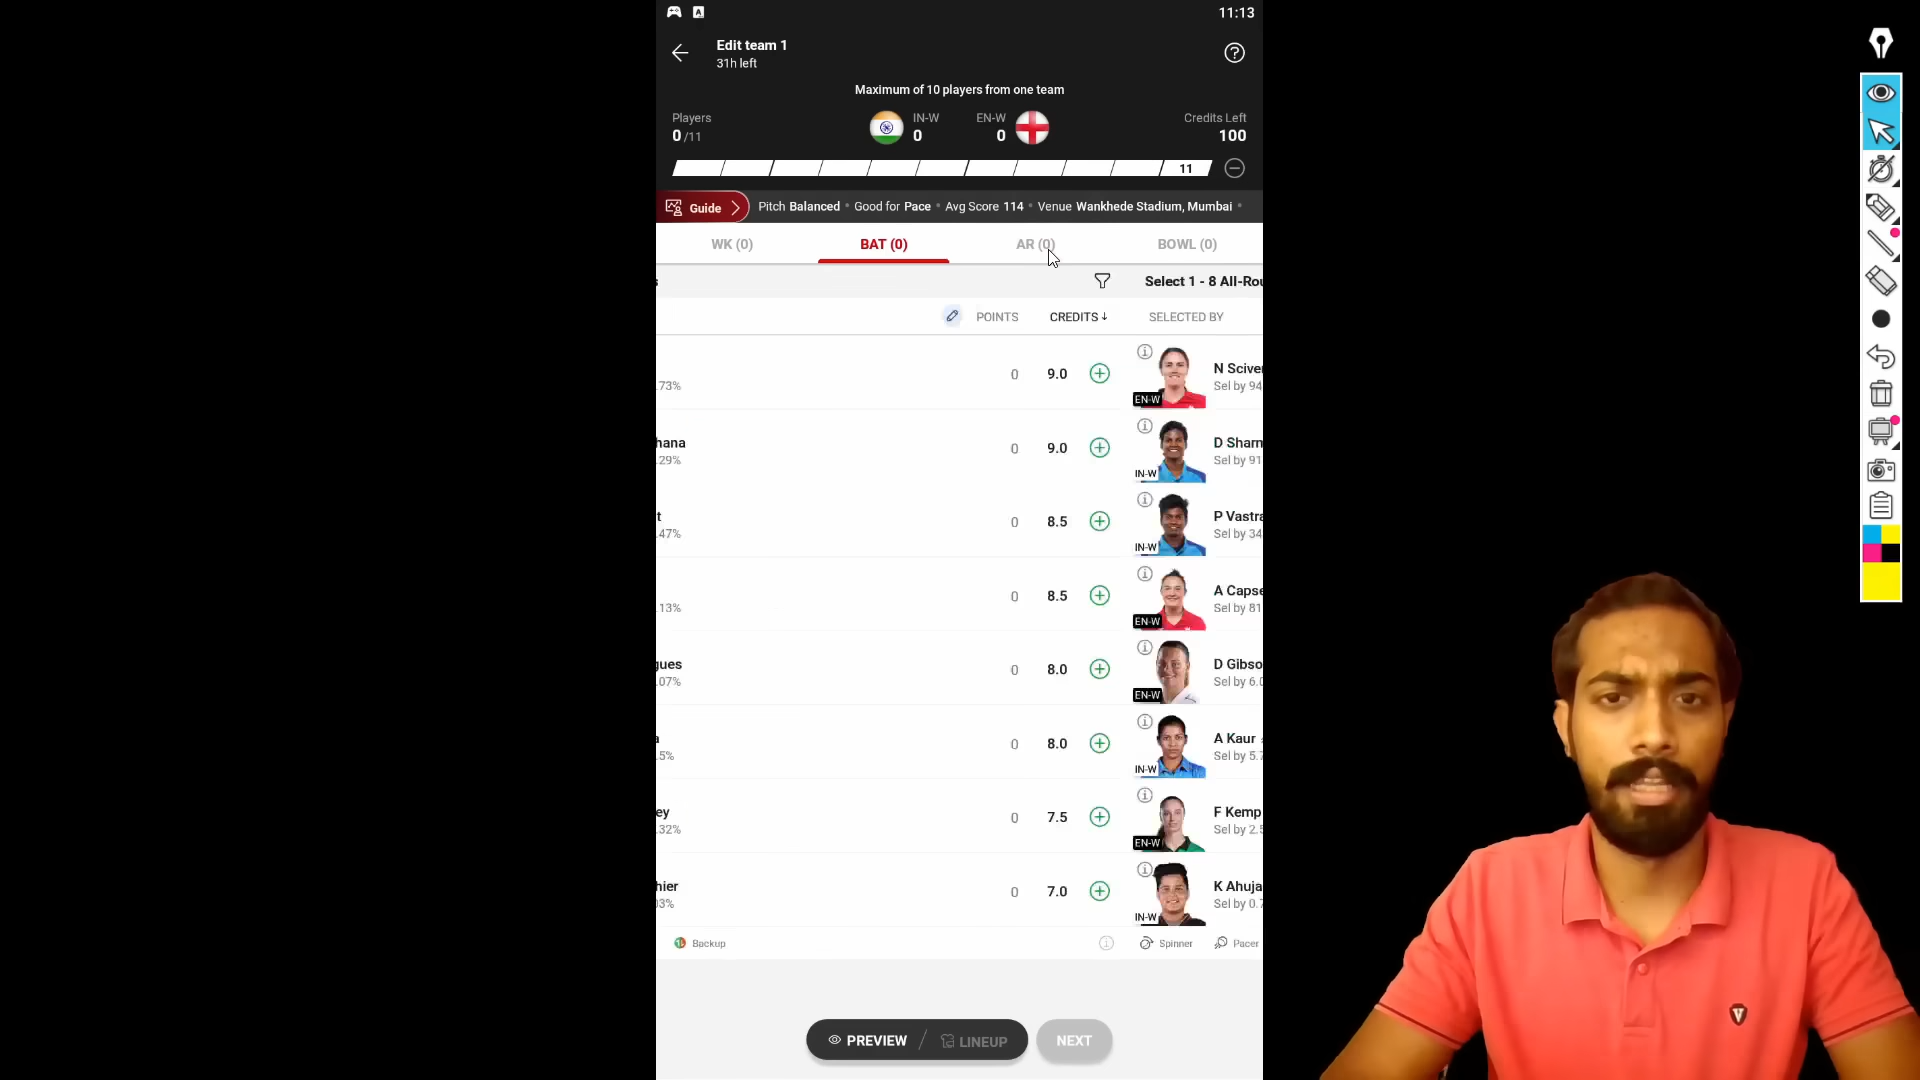 11:13
Edit team 1
31h left
Maximum of 10 players from one team
Players
0 /11
IN-W
0
EN-W
0
Credits Left
100
11
Guide
Pitch Balanced • Good for Pace • Avg Score 114 • Venue Wankhede Stadium, Mumbai •
WK (0)
BAT (0)
AR (0)
BOWL (0)
Select 1 - 8 All-Rou
POINTS
CREDITS ↓
SELECTED BY
.73%
0
9.0
EN-W
N Sciver
Sel by 94
hana
.29%
0
9.0
IN-W
D Sharm
Sel by 91
t
.47%
0
8.5
IN-W
P Vastra
Sel by 34
.13%
0
8.5
EN-W
A Capse
Sel by 81
gues
.07%
0
8.0
EN-W
D Gibso
Sel by 6.0
a
.5%
0
8.0
IN-W
A Kaur
Sel by 5.7
ey
.32%
0
7.5
EN-W
F Kemp
Sel by 2.5
hier
03%
0
7.0
IN-W
K Ahuja
Sel by 0.7
Backup
Spinner
Pacer
PREVIEW
LINEUP
NEXT
V